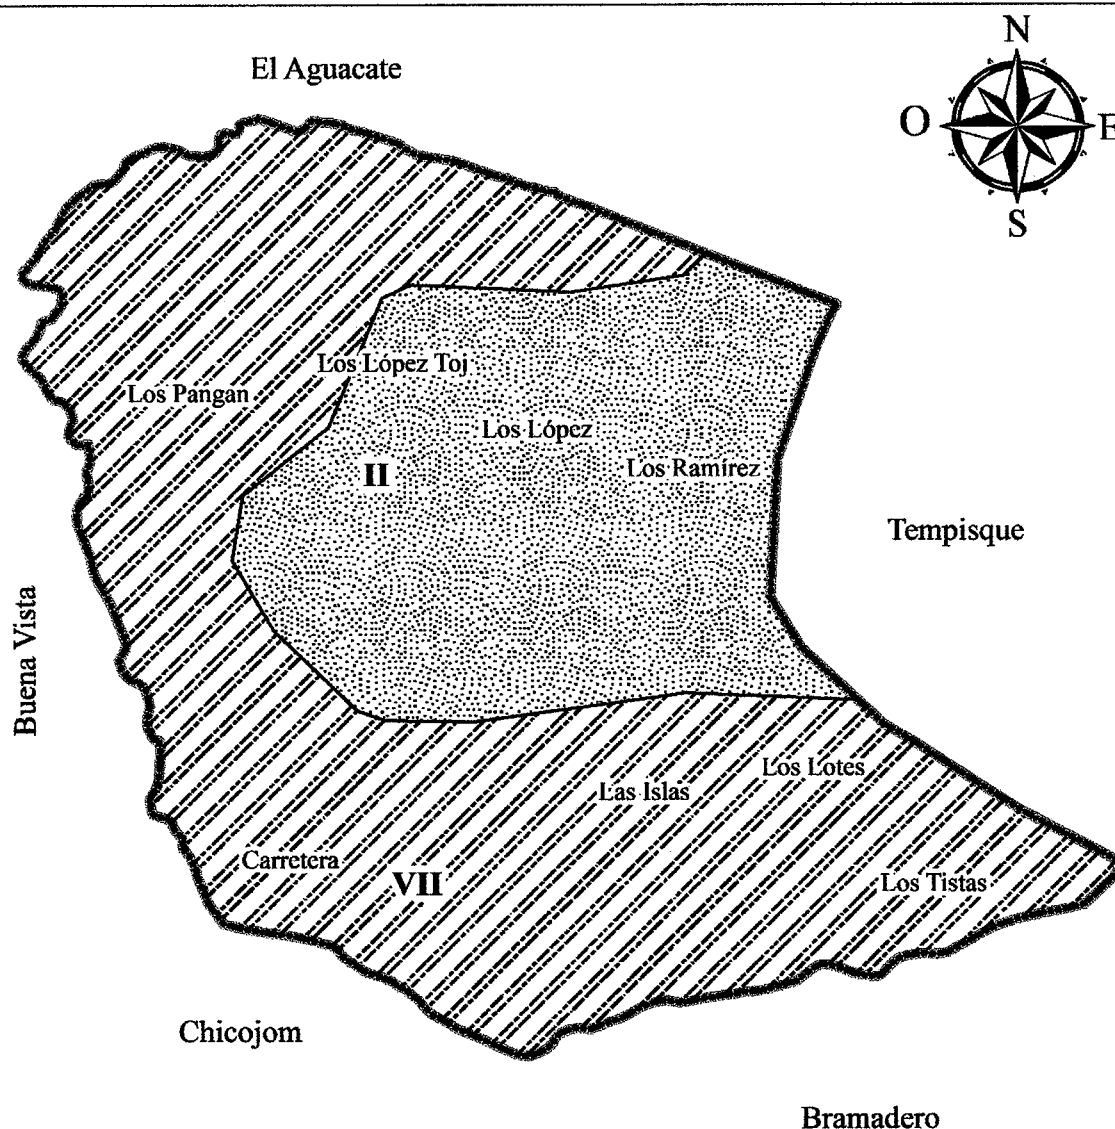 N
El Aguacate
O
E
S
Los López Toj
Los Pangan
Los López
Los Ramírez
II
Tempisque
Buena Vista
Los Lotes
Las Islas
Carretera
VII
Los Tistas
Chicojom
Bramadero